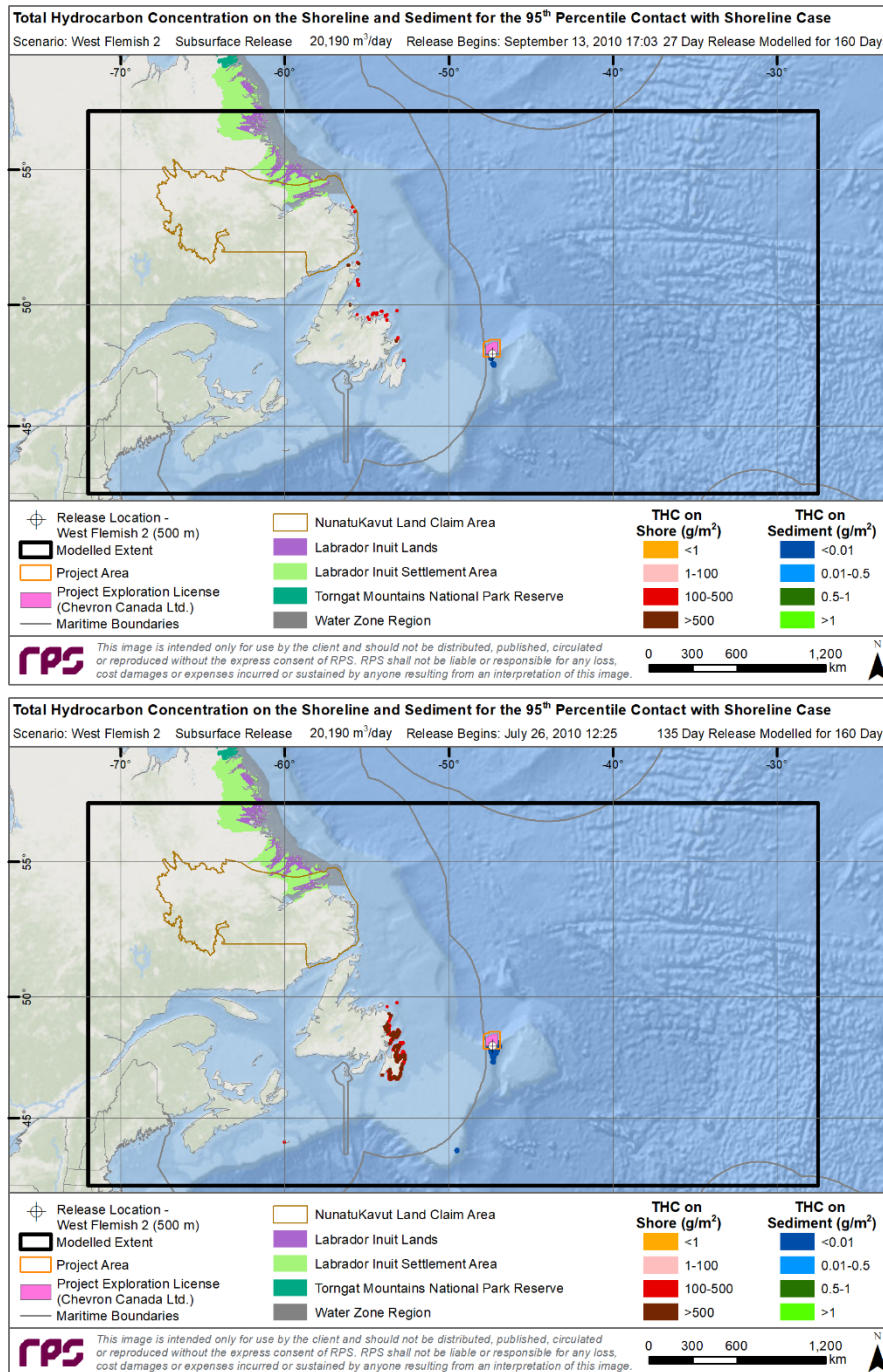 Total Hydrocarbon Concentration on the Shoreline and Sediment for the 95th Percentile Contact with Shoreline Case
Scenario: West Flemish 2 Subsurface Release 20,190 m³/day Release Begins: September 13, 2010 17:03 27 Day Release Modelled for 160 Day
-70° -60° -50° -40° -30°
55°
50°
45°
Release Location -
West Flemish 2 (500 m)
Modelled Extent
Project Area
Project Exploration License
(Chevron Canada Ltd.)
Maritime Boundaries
NunatuKavut Land Claim Area
Labrador Inuit Lands
Labrador Inuit Settlement Area
Torngat Mountains National Park Reserve
Water Zone Region
THC on
Shore (g/m²)
<1
1-100
100-500
>500
THC on
Sediment (g/m²)
<0.01
0.01-0.5
0.5-1
>1
rps
This image is intended only for use by the client and should not be distributed, published, circulated
or reproduced without the express consent of RPS. RPS shall not be liable or responsible for any loss,
cost damages or expenses incurred or sustained by anyone resulting from an interpretation of this image.
0 300 600 1,200
km
N
Total Hydrocarbon Concentration on the Shoreline and Sediment for the 95th Percentile Contact with Shoreline Case
Scenario: West Flemish 2 Subsurface Release 20,190 m³/day Release Begins: July 26, 2010 12:25 135 Day Release Modelled for 160 Day
-70° -60° -50° -40° -30°
55°
50°
45°
Release Location -
West Flemish 2 (500 m)
Modelled Extent
Project Area
Project Exploration License
(Chevron Canada Ltd.)
Maritime Boundaries
NunatuKavut Land Claim Area
Labrador Inuit Lands
Labrador Inuit Settlement Area
Torngat Mountains National Park Reserve
Water Zone Region
THC on
Shore (g/m²)
<1
1-100
100-500
>500
THC on
Sediment (g/m²)
<0.01
0.01-0.5
0.5-1
>1
rps
This image is intended only for use by the client and should not be distributed, published, circulated
or reproduced without the express consent of RPS. RPS shall not be liable or responsible for any loss,
cost damages or expenses incurred or sustained by anyone resulting from an interpretation of this image.
0 300 600 1,200
km
N